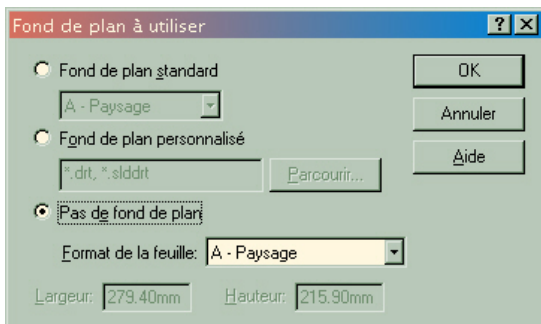 Fond de plan à utiliser
Fond de plan standard
A - Paysage
Fond de plan personnalisé
*.drt, *.slddrt
Parcourir...
Pas de fond de plan
Format de la feuille: A - Paysage
Largeur: 279.40mm Hauteur: 215.90mm
OK
Annuler
Aide